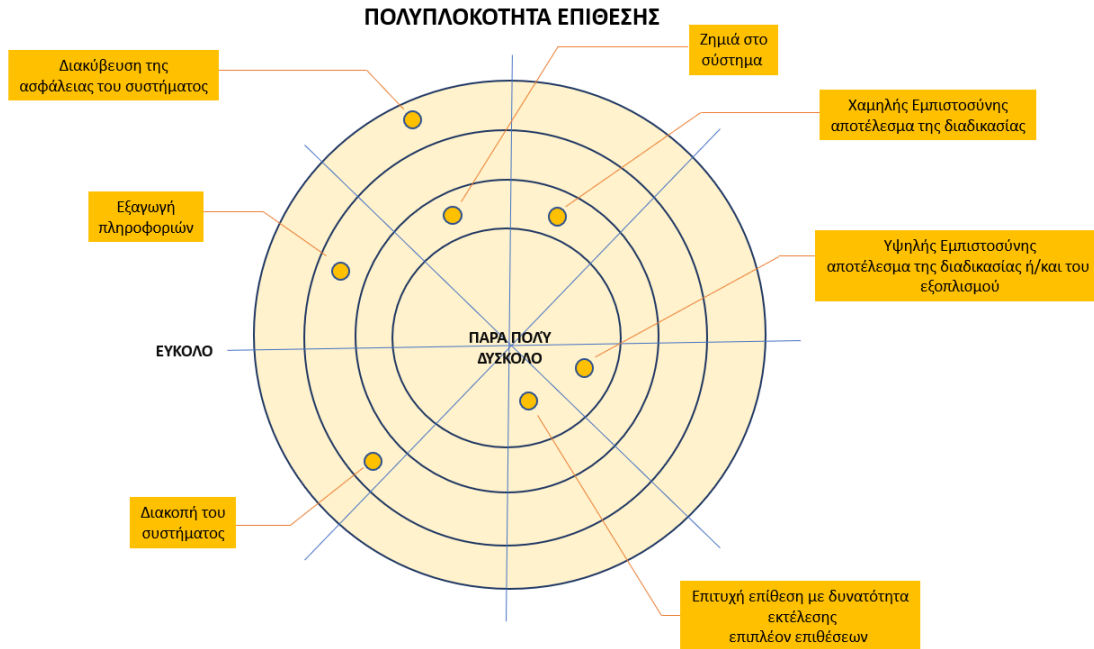 ΠΟΛΥΠΛΟΚΟΤΗΤΑ ΕΠΙΘΕΣΗΣ
Ζημιά στο
σύστημα
Διακύβευση της
ασφάλειας του συστήματος
Χαμηλής Εμπιστοσύνης
αποτέλεσμα της διαδικασίας
Εξαγωγή
πληροφοριών
Υψηλής Εμπιστοσύνης
αποτέλεσμα της διαδικασίας ή/και του
εξοπλισμού
ΕΥΚΟΛΟ
ΠΑΡΑ ΠΟΛΎ
ΔΥΣΚΟΛΟ
Διακοπή του
συστήματος
Επιτυχή επίθεση με δυνατότητα
εκτέλεσης
επιπλέον επιθέσεων